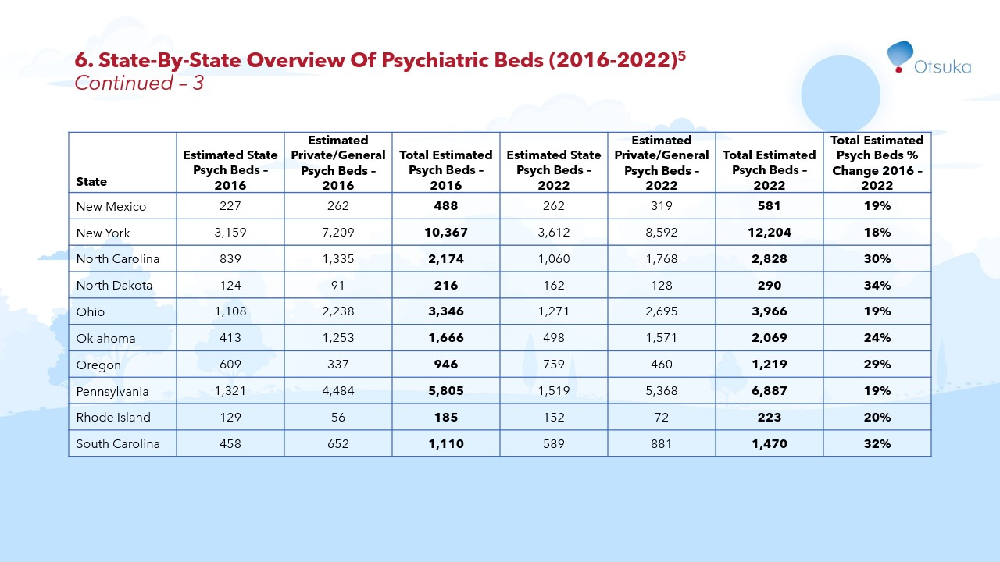 6. State-By-State Overview Of Psychiatric Beds (2016-2022)⁵
Continued – 3
Otsuka
State
Estimated State
Psych Beds –
2016
Estimated
Private/General
Psych Beds –
2016
Total Estimated
Psych Beds –
2016
Estimated State
Psych Beds –
2022
Estimated
Private/General
Psych Beds –
2022
Total Estimated
Psych Beds –
2022
Total Estimated
Psych Beds %
Change 2016 –
2022
New Mexico 227 262 488 262 319 581 19%
New York 3,159 7,209 10,367 3,612 8,592 12,204 18%
North Carolina 839 1,335 2,174 1,060 1,768 2,828 30%
North Dakota 124 91 216 162 128 290 34%
Ohio 1,108 2,238 3,346 1,271 2,695 3,966 19%
Oklahoma 413 1,253 1,666 498 1,571 2,069 24%
Oregon 609 337 946 759 460 1,219 29%
Pennsylvania 1,321 4,484 5,805 1,519 5,368 6,887 19%
Rhode Island 129 56 185 152 72 223 20%
South Carolina 458 652 1,110 589 881 1,470 32%